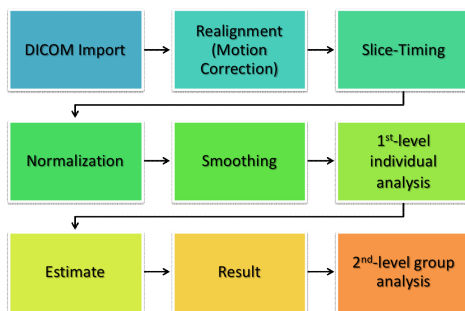 DICOM Import
Realignment
(Motion
Correction)
Slice-Timing
Normalization
Smoothing
1st-level
individual
analysis
Estimate
Result
2nd-level group
analysis